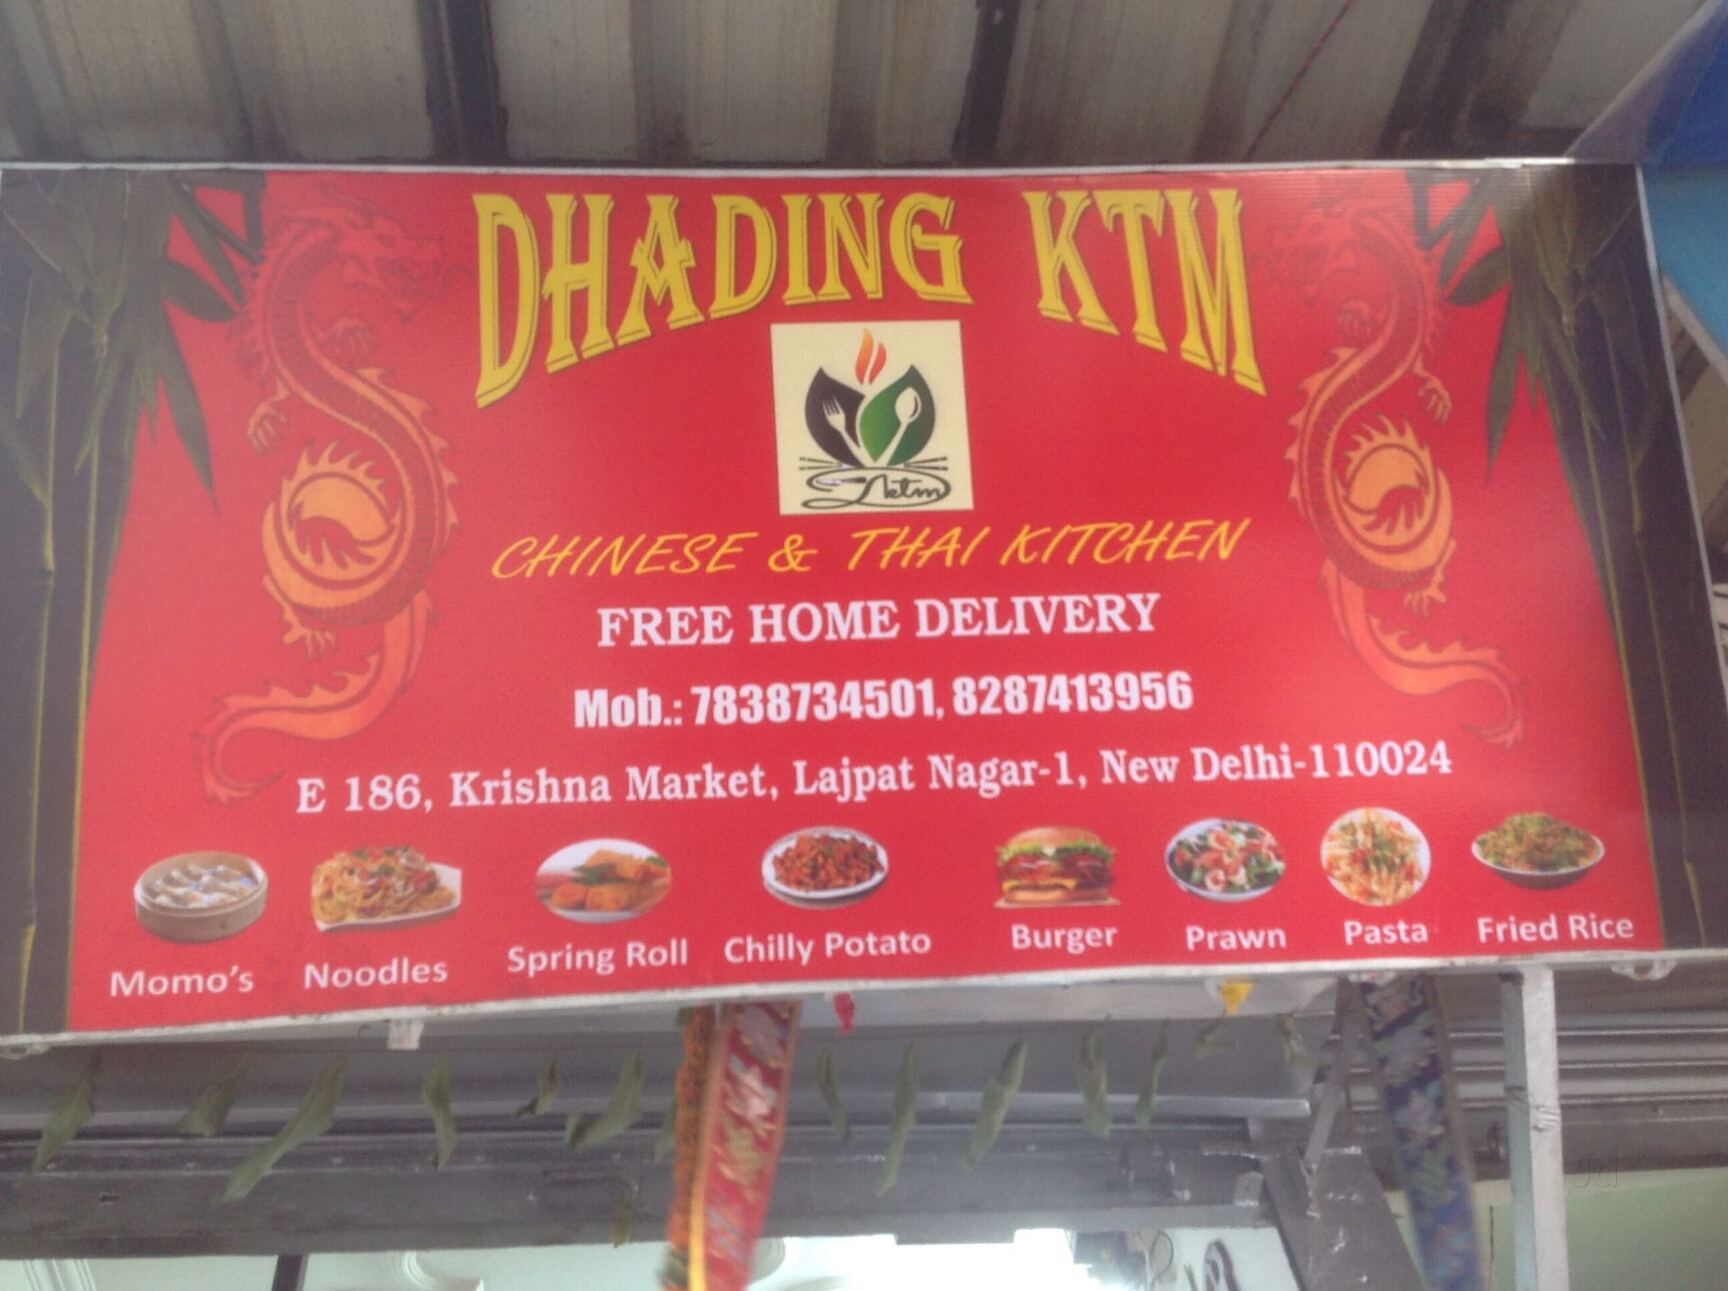 DHADING KTM
ktm
CHINESE & THAI KITCHEN
FREE HOME DELIVERY
Mob.: 7838734501, 8287413956
E 186, Krishna Market, Lajpat Nagar-1, New Delhi-110024
Momo's Noodles Spring Roll Chilly Potato Burger Prawn Pasta Fried Rice